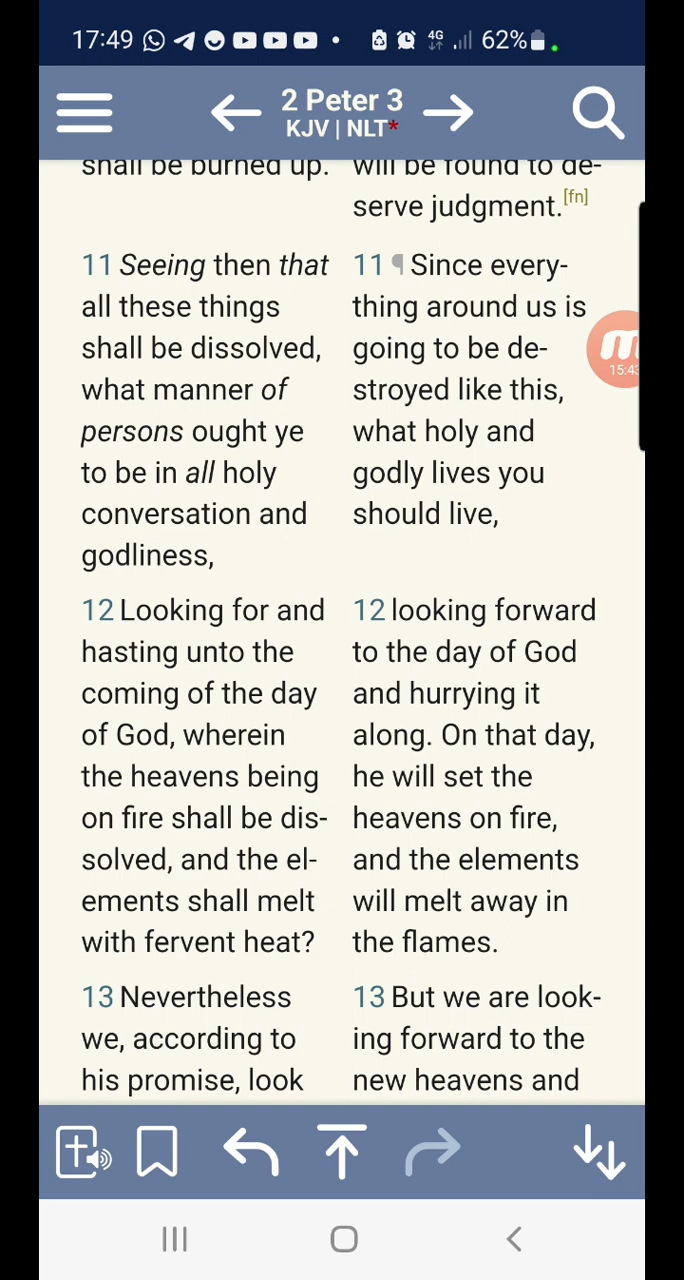 17:49 4G 62%
2 Peter 3
KJV | NLT*
shall be burned up.
will be found to de-
serve judgment.[fn]
11 Seeing then that
all these things
shall be dissolved,
what manner of
persons ought ye
to be in all holy
conversation and
godliness,
11 ¶ Since every-
thing around us is
going to be de-
stroyed like this,
what holy and
godly lives you
should live,
15:43
12 Looking for and
hasting unto the
coming of the day
of God, wherein
the heavens being
on fire shall be dis-
solved, and the el-
ements shall melt
with fervent heat?
12 looking forward
to the day of God
and hurrying it
along. On that day,
he will set the
heavens on fire,
and the elements
will melt away in
the flames.
13 Nevertheless
we, according to
his promise, look
13 But we are look-
ing forward to the
new heavens and